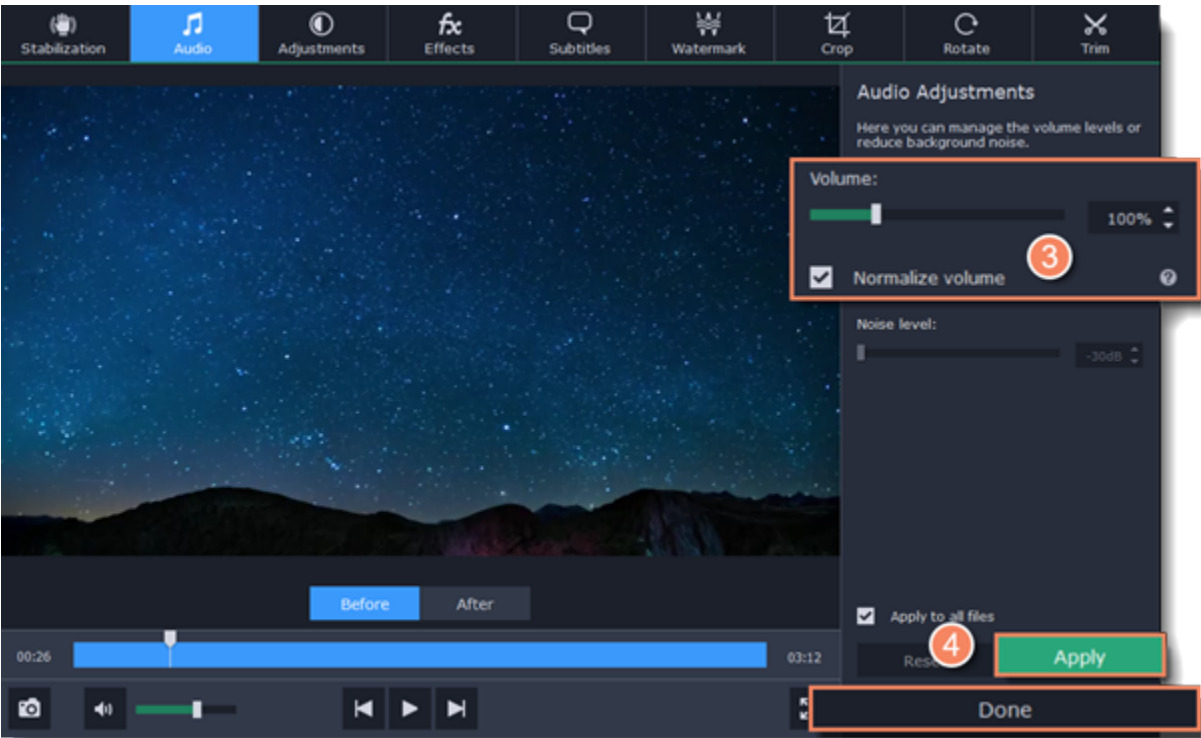 Stabilization
Audio
Adjustments
fx
Effects
Subtitles
Watermark
Crop
Rotate
Trim
Audio Adjustments
Here you can manage the volume levels or
reduce background noise.
Volume:
100%
3
Normalize volume
?
Noise level:
-30dB
Before
After
Apply to all files
00:26
03:12
4
Apply
Done